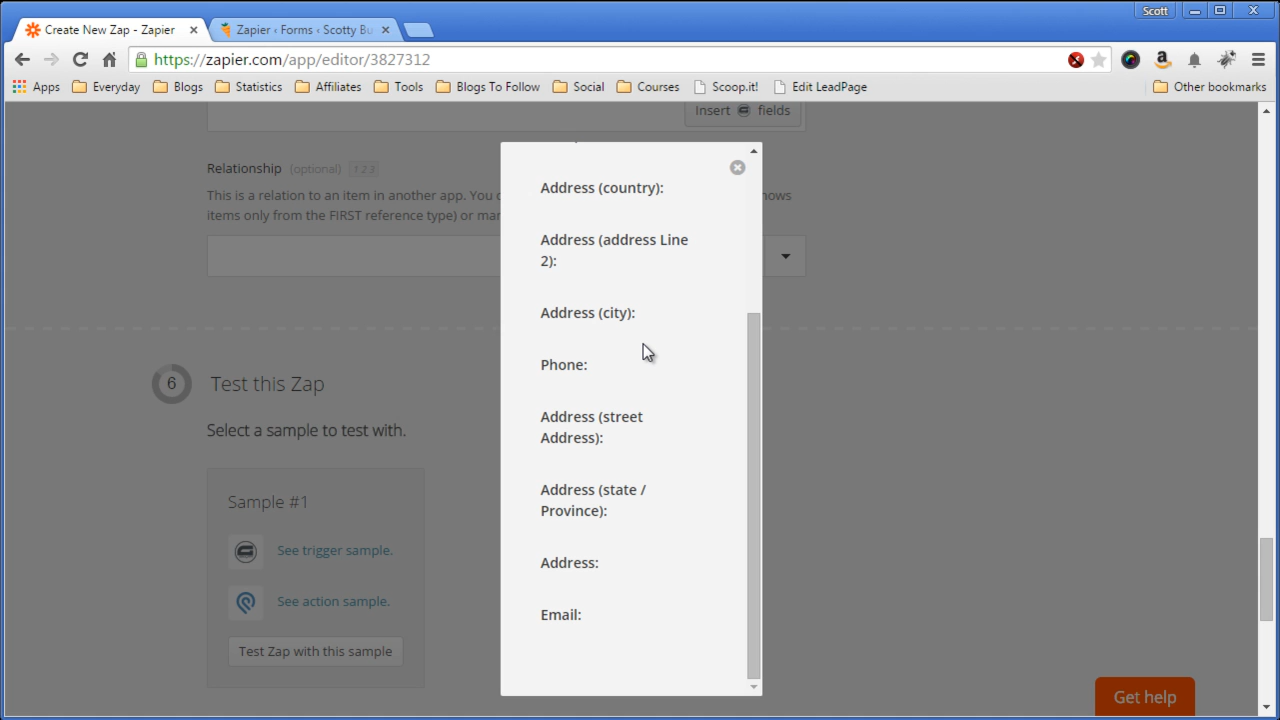 Scott
Create New Zap - Zapier
Zapier ‹ Forms ‹ Scotty Bu
https://zapier.com/app/editor/3827312
Apps Everyday Blogs Statistics Affiliates Tools Blogs To Follow Social Courses Scoop.it! Edit LeadPage Other bookmarks
Insert fields
Relationship (optional) 1 2 3
This is a relation to an item in another app. You
hows
items only from the FIRST reference type) or
Address (country):
Address (address Line
2):
Address (city):
Phone:
Address (street
Address):
Address (state /
Province):
Address:
Email:
6 Test this Zap
Select a sample to test with.
Sample #1
See trigger sample.
See action sample.
Test Zap with this sample
Get help